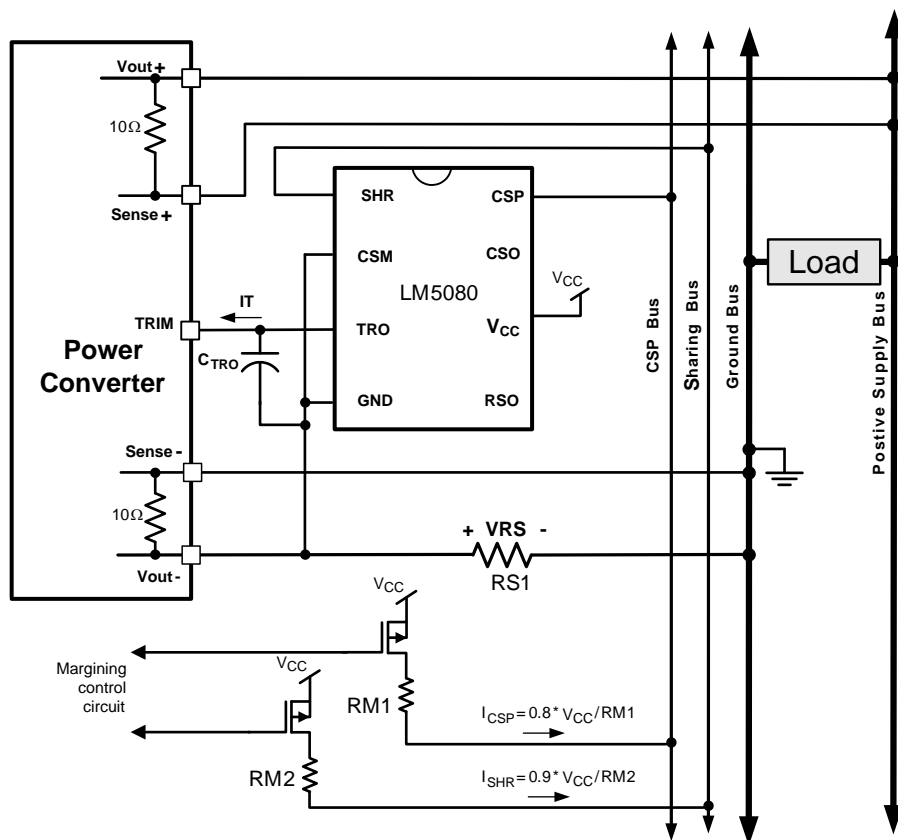 Vout+
10Ω
Sense+
SHR
CSP
CSM
CSO
LM5080
VCC
IT
TRIM
TRO
VCC
CTRO
Power
Converter
GND
RSO
CSP Bus
Sharing Bus
Ground Bus
Load
Postive Supply Bus
Sense-
10Ω
Vout-
+ VRS -
RS1
VCC
Margining
control
circuit
VCC
RM1
ICSP=0.8*VCC/RM1
RM2
ISHR=0.9*VCC/RM2